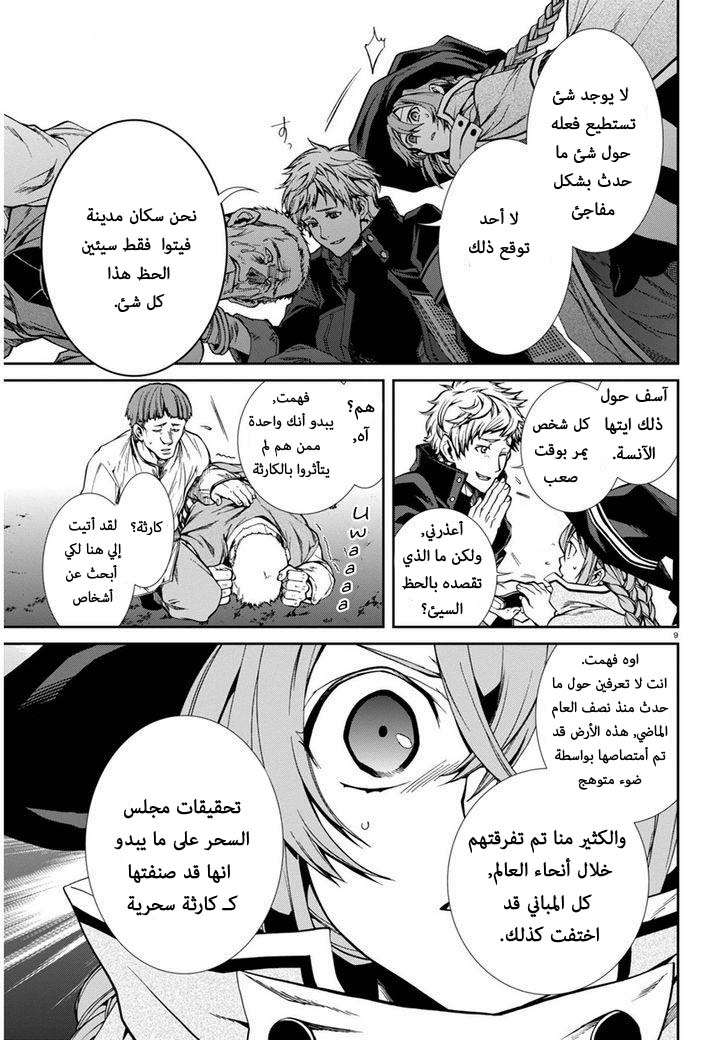 لا يوجد شئ
تستطيع فعله
حول شئ ما
حدث بشكل
مفاجئ
لا أحد
توقع ذلك
すっ
نحن سكان مدينة
فيتوا فقط سيئين
الحظ هذا
كل شئ.
آسف حول
ذلك ايتها
الآنسة.
كل شخص
يمر بوقت
صعب
أعذرني,
ولكن ما الذي
تقصده بالحظ
السيئ؟
هم؟
آه,
فهمت,
يبدو أنك واحدة
ممن هم لم
يتأثروا بالكارثة
كارثة؟
لقد أتيت
إلي هنا لكي
أبحث عن
أشخاص
Uwaaaa
9
اوه فهمت.
انت لا تعرفين حول ما
حدث منذ نصف العام
الماضي, هذه الأرض قد
تم أمتصاصها بواسطة
ضوء متوهج
والكثير منا تم تفرقتهم
خلال أنحاء العالم,
كل المباني قد
اختفت كذلك.
تحقيقات مجلس
السحر على ما يبدو
انها قد صنفتها
كـ كارثة سحرية